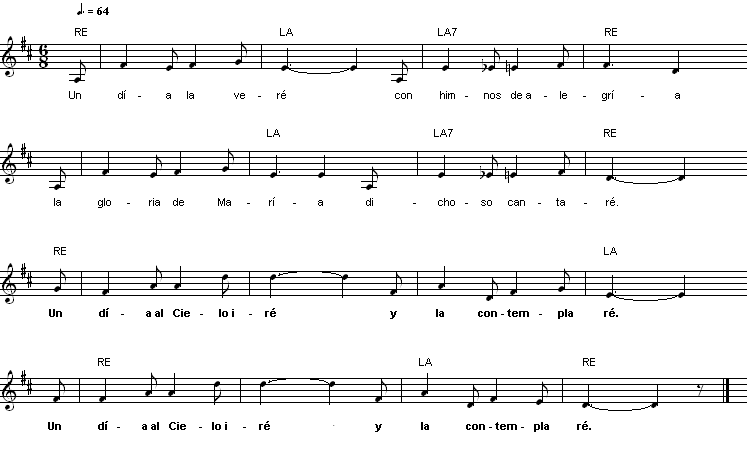 ♩. = 64
RE LA LA7 RE
6
8
Un dí - a la ve - ré con him - nos de a - le - grí - a
LA LA7 RE
la glo - ria de Ma - rí - a di - cho - so can - ta - ré.
RE LA
Un dí - a al Cie - lo i - ré y la con - tem - pla ré.
RE LA RE
Un dí - a al Cie - lo i - ré y la con - tem - pla ré.